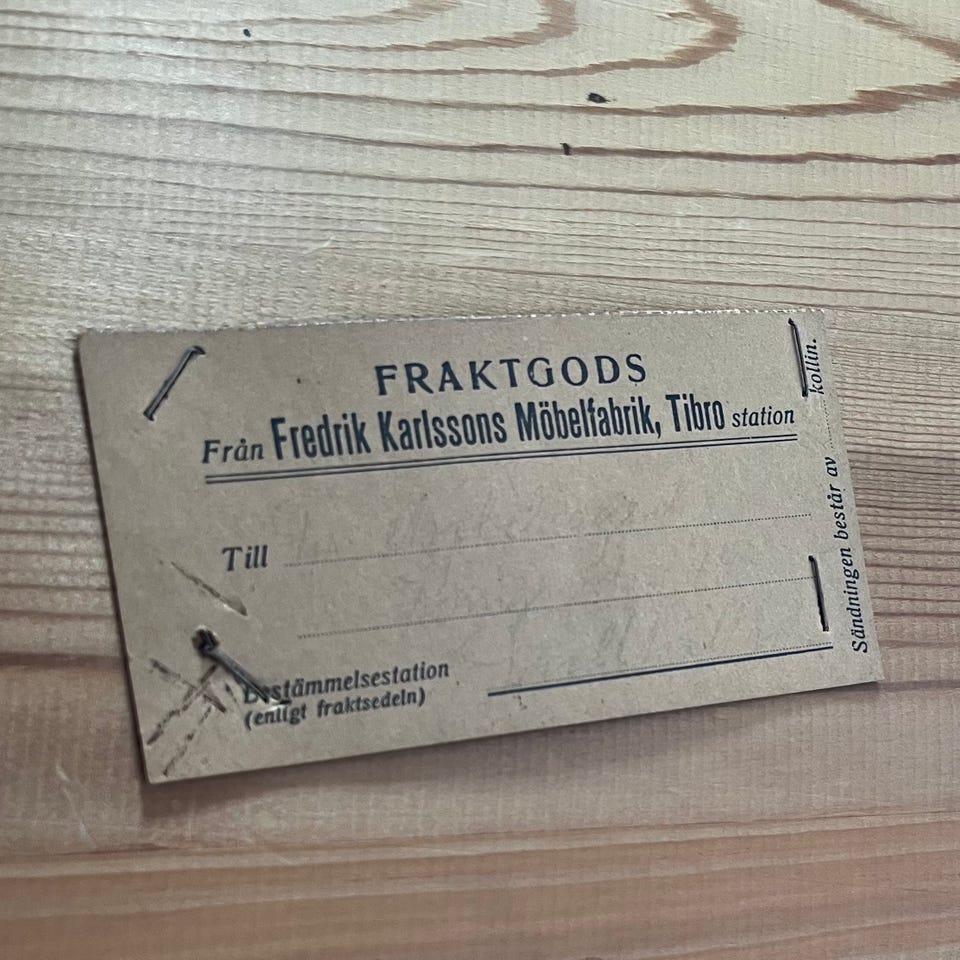 FRAKTGODS
Från Fredrik Karlssons Möbelfabrik, Tibro station
Till
Bestämmelsestation
(enligt fraktsedeln)
Sändningen består av ........ kollin.